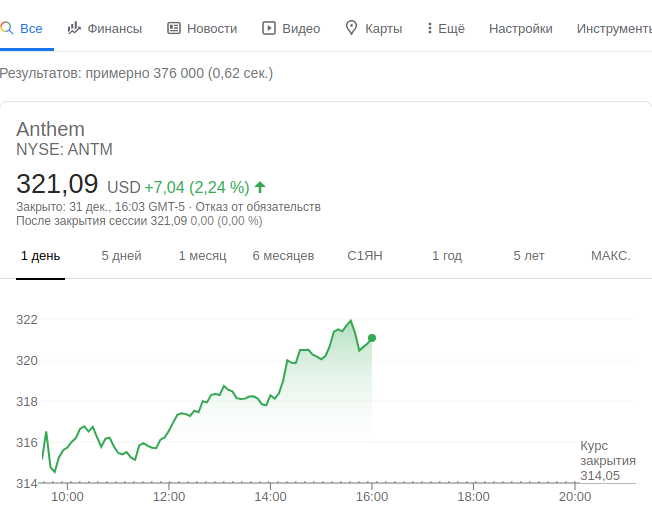 Все Финансы Новости Видео Карты Ещё Настройки Инструменты
Результатов: примерно 376 000 (0,62 сек.)
Anthem
NYSE: ANTM
321,09 USD +7,04 (2,24 %)
Закрыто: 31 дек., 16:03 GMT-5 · Отказ от обязательств
После закрытия сессии 321,09 0,00 (0,00 %)
1 день 5 дней 1 месяц 6 месяцев С1ЯН 1 год 5 лет МАКС.
322
320
318
316
314
Курс
закрытия
314,05
10:00 12:00 14:00 16:00 18:00 20:00